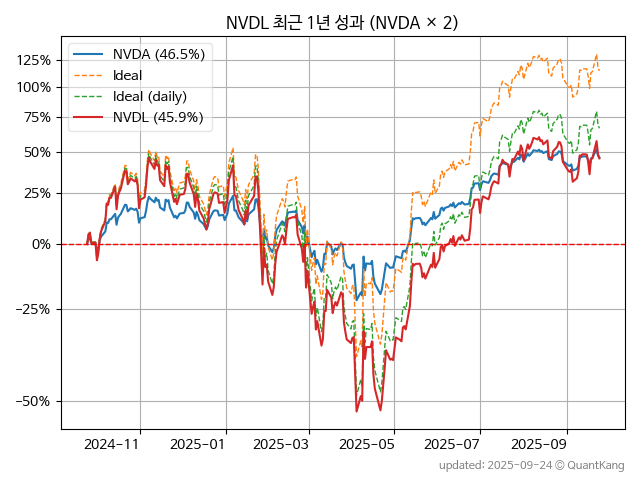 NVDL 최근 1년 성과 (NVDA × 2)
125%
100%
75%
50%
25%
0%
−25%
−50%
NVDA (46.5%)
Ideal
Ideal (daily)
NVDL (45.9%)
2024−11
2025−01
2025−03
2025−05
2025−07
2025−09
updated: 2025-09-24 ⓒ QuantKang